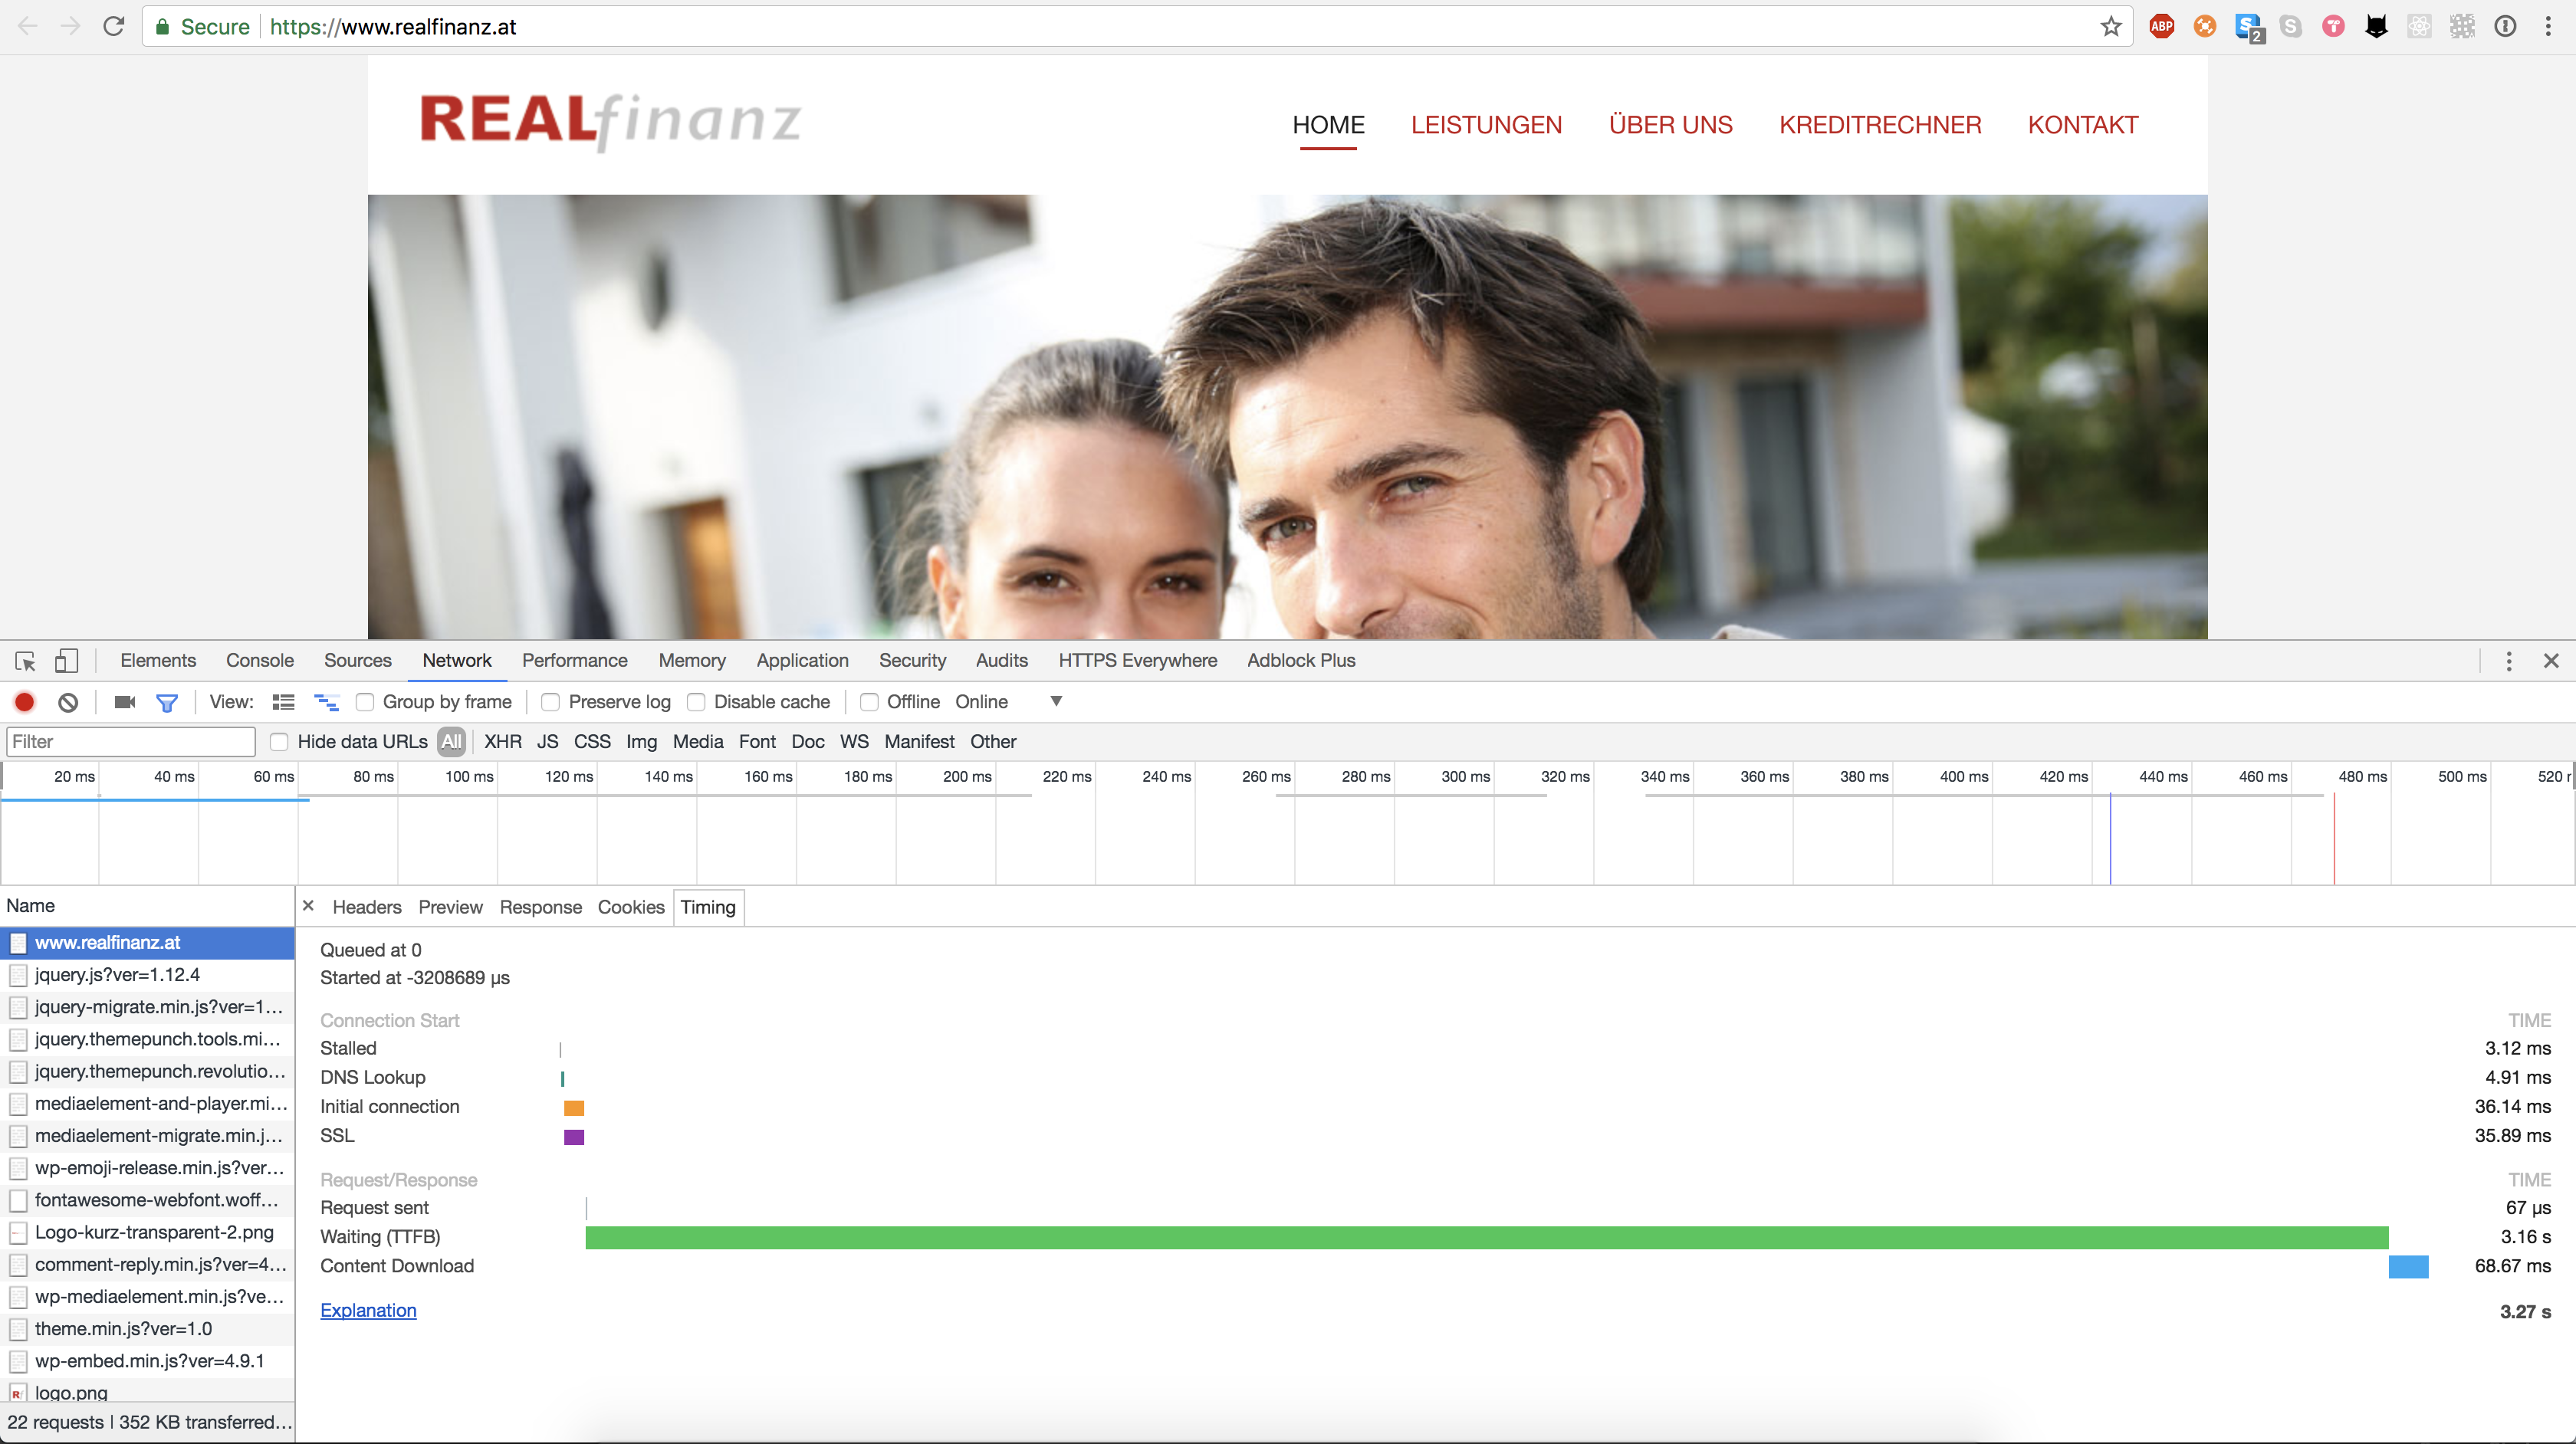 Secure https://www.realfinanz.at
ABP S 2 S
REALfinanz
HOME LEISTUNGEN ÜBER UNS KREDITRECHNER KONTAKT
Elements Console Sources Network Performance Memory Application Security Audits HTTPS Everywhere Adblock Plus
View: Group by frame Preserve log Disable cache Offline Online
Filter Hide data URLs All XHR JS CSS Img Media Font Doc WS Manifest Other
20 ms 40 ms 60 ms 80 ms 100 ms 120 ms 140 ms 160 ms 180 ms 200 ms 220 ms 240 ms 260 ms 280 ms 300 ms 320 ms 340 ms 360 ms 380 ms 400 ms 420 ms 440 ms 460 ms 480 ms 500 ms 520
Name
www.realfinanz.at
jquery.js?ver=1.12.4
jquery-migrate.min.js?ver=1…
jquery.themepunch.tools.mi…
jquery.themepunch.revolutio…
mediaelement-and-player.mi…
mediaelement-migrate.min.j…
wp-emoji-release.min.js?ver…
fontawesome-webfont.woff…
Logo-kurz-transparent-2.png
comment-reply.min.js?ver=4…
wp-mediaelement.min.js?ve…
theme.min.js?ver=1.0
wp-embed.min.js?ver=4.9.1
logo.png
22 requests | 352 KB transferred…
Headers Preview Response Cookies Timing
Queued at 0
Started at -3208689 µs
Connection Start TIME
Stalled 3.12 ms
DNS Lookup 4.91 ms
Initial connection 36.14 ms
SSL 35.89 ms
Request/Response TIME
Request sent 67 µs
Waiting (TTFB) 3.16 s
Content Download 68.67 ms
Explanation 3.27 s